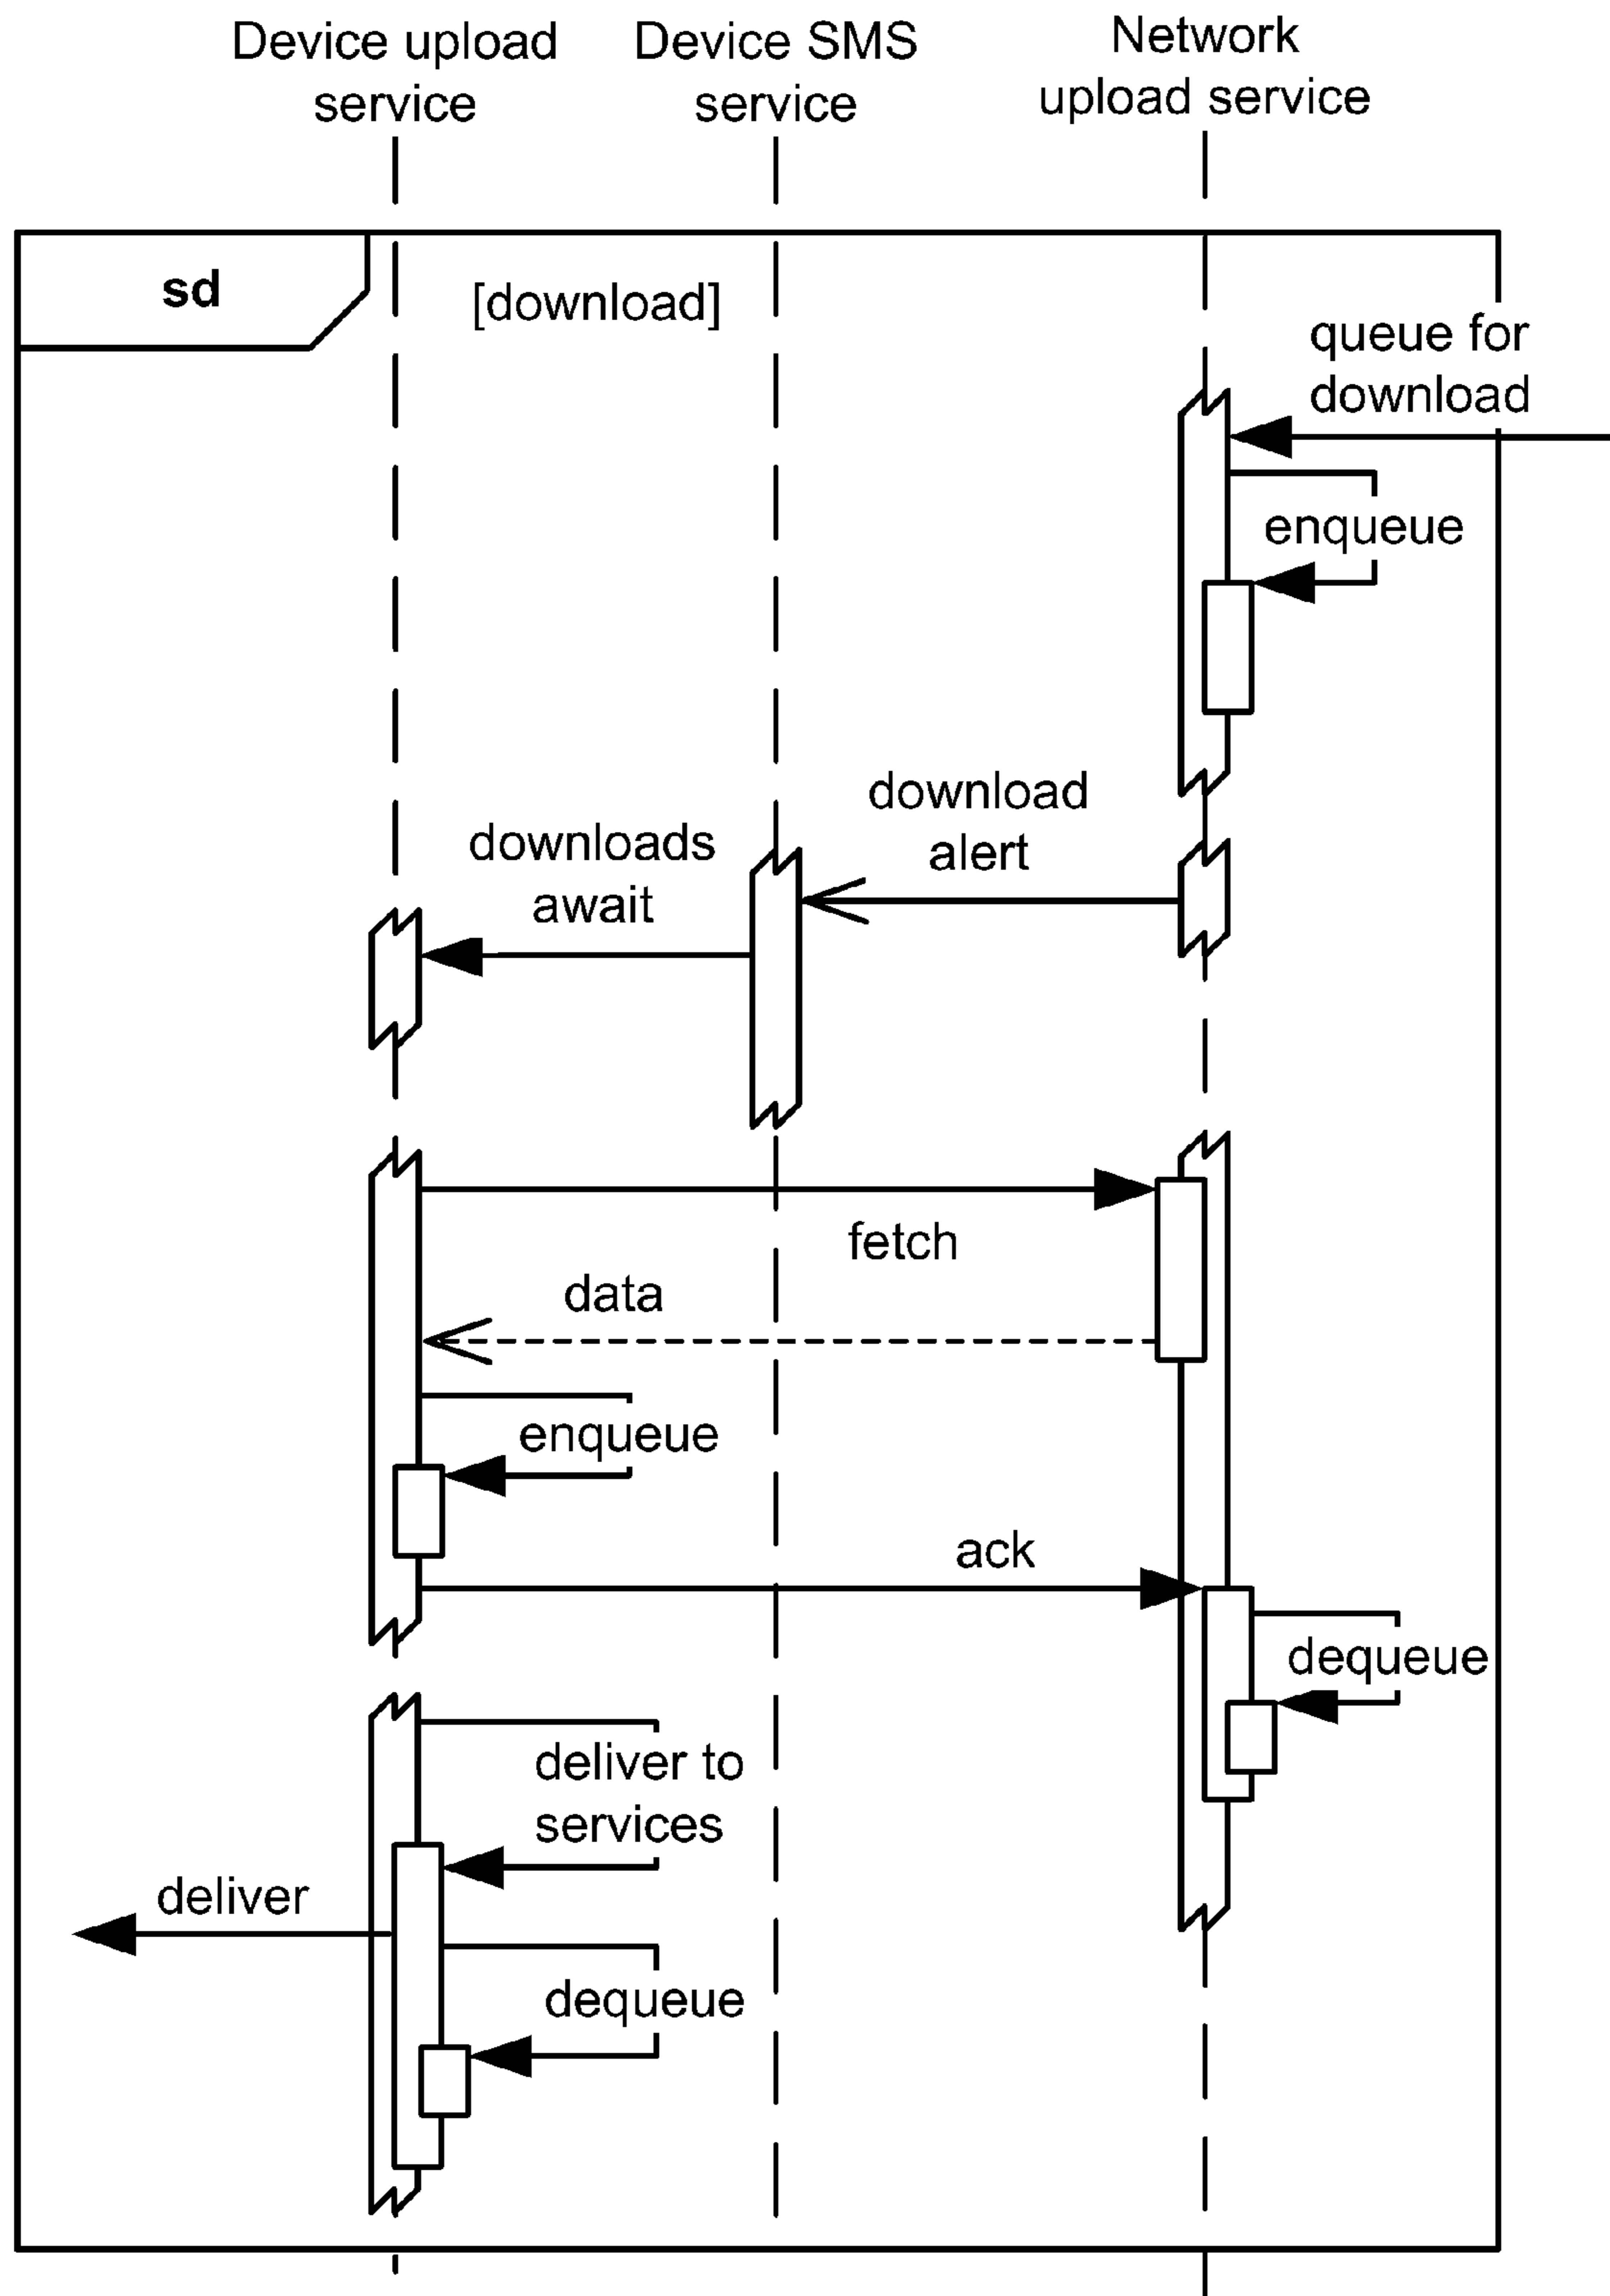 Device upload
service
Device SMS
service
Network
upload service
sd
[download]
queue for
download
enqueue
download
alert
downloads
await
fetch
data
enqueue
ack
dequeue
deliver to
services
deliver
dequeue